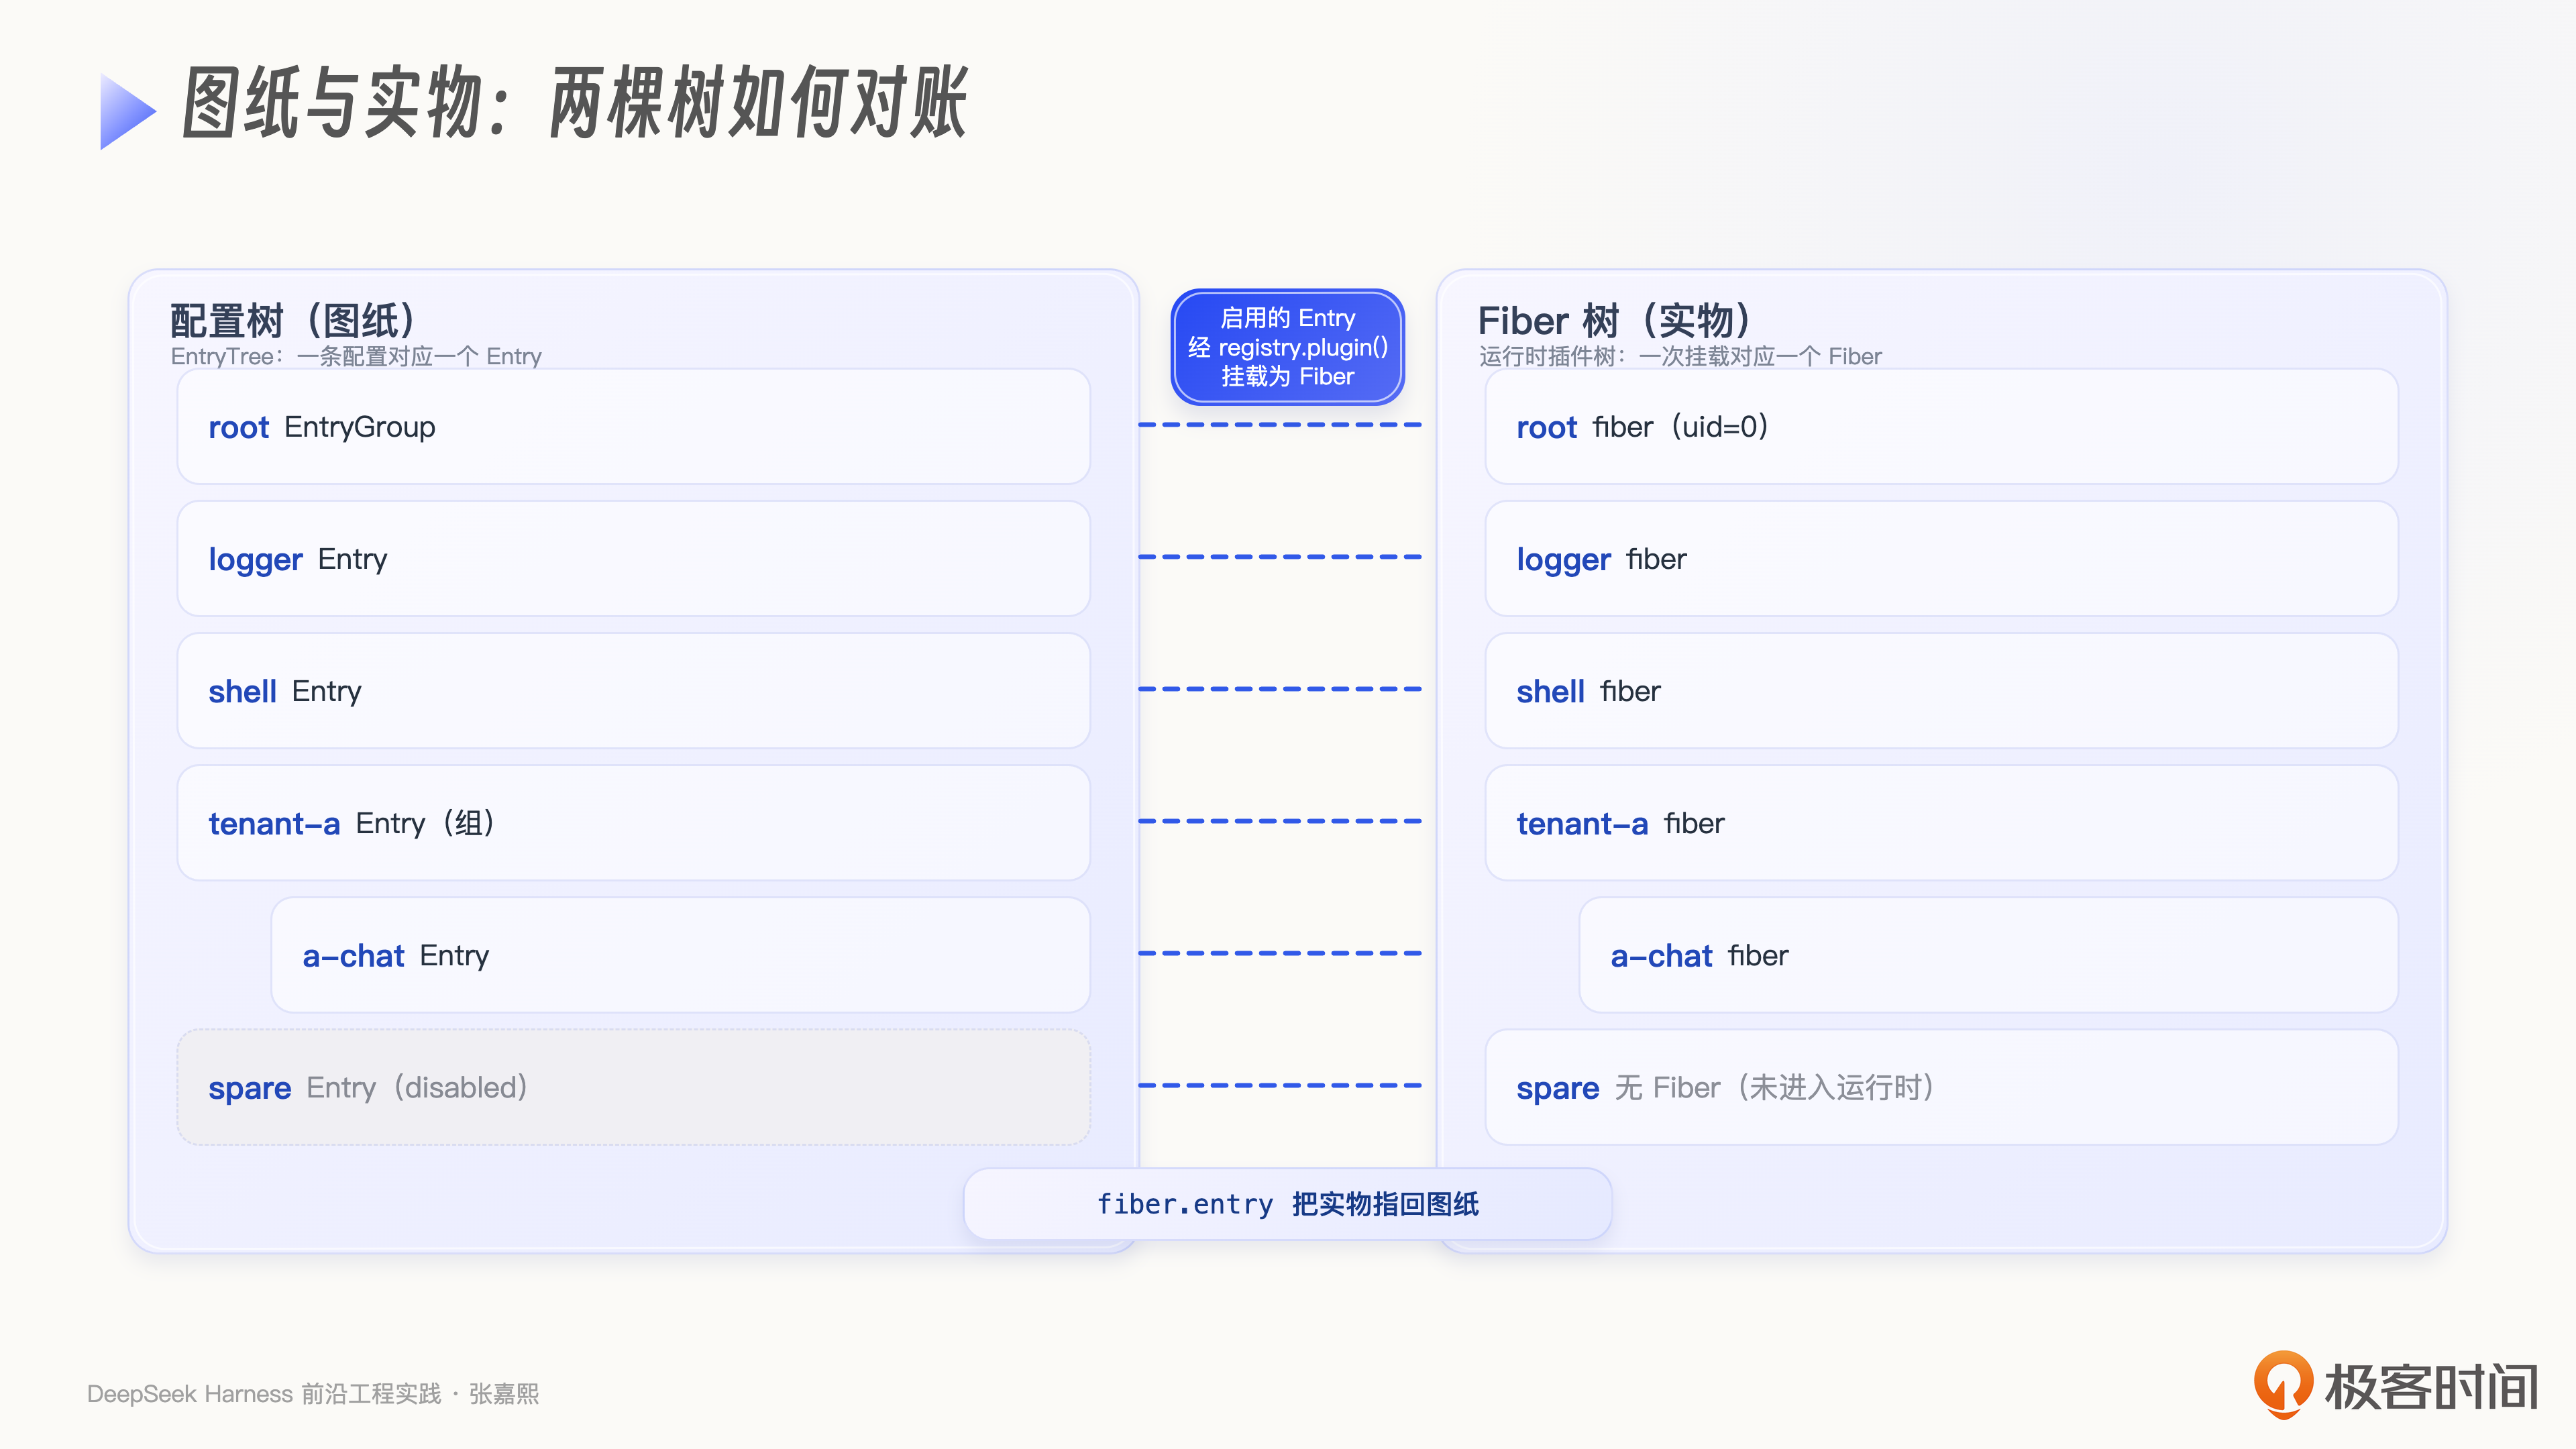 图纸与实物：两棵树如何对账
配置树（图纸）
EntryTree：一条配置对应一个 Entry
root EntryGroup
logger Entry
shell Entry
tenant-a Entry（组）
a-chat Entry
spare Entry（disabled）
启用的 Entry
经 registry.plugin()
挂载为 Fiber
Fiber 树（实物）
运行时插件树：一次挂载对应一个 Fiber
root fiber（uid=0）
logger fiber
shell fiber
tenant-a fiber
a-chat fiber
spare 无 Fiber（未进入运行时）
fiber.entry 把实物指回图纸
DeepSeek Harness 前沿工程实践 · 张嘉熙
极客时间